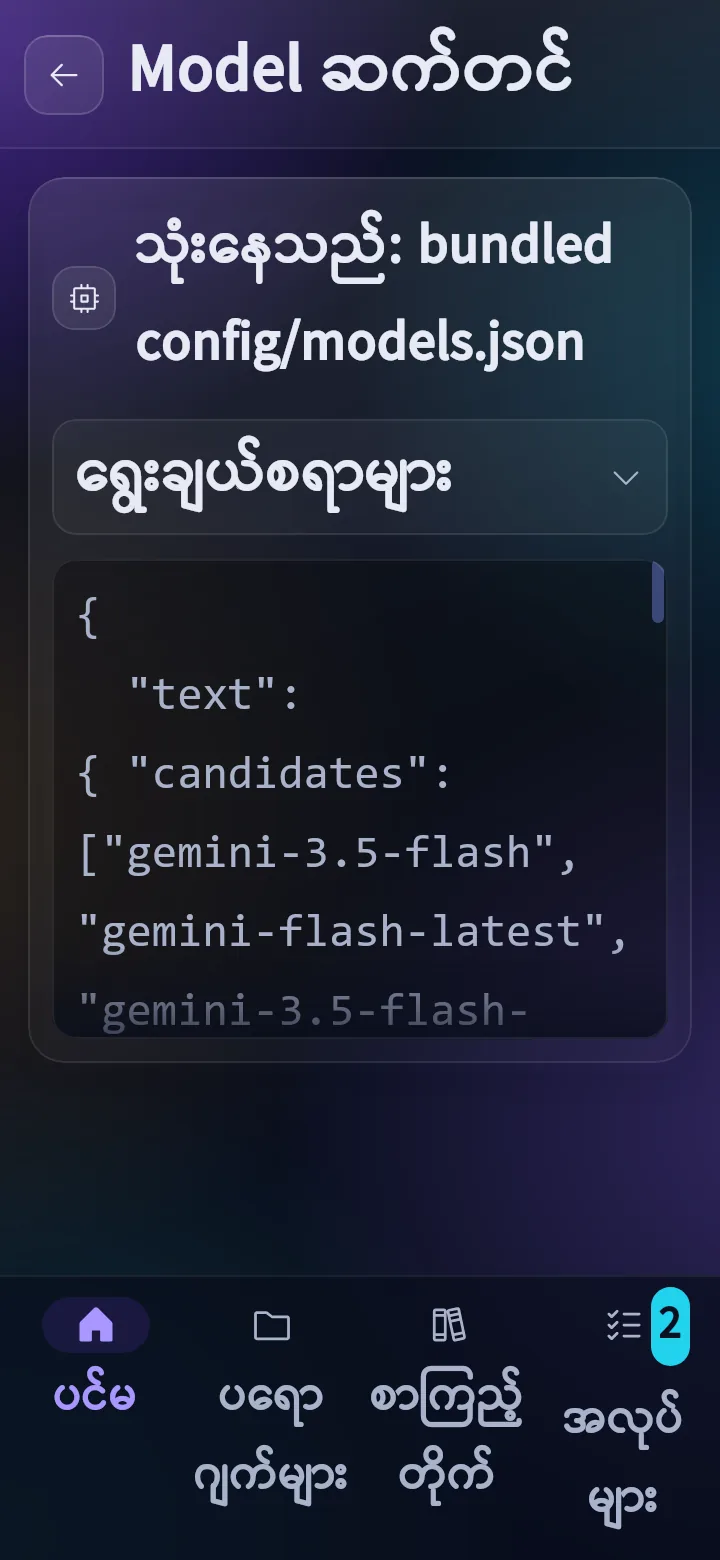 Model ဆက်တင်
သုံးနေသည်: bundled
config/models.json
ရွေးချယ်စရာများ
{
"text":
{ "candidates":
["gemini-3.5-flash",
"gemini-flash-latest",
"gemini-3.5-flash-
2
ပင်မ
ပရော
ဂျက်များ
စာကြည့်
တိုက်
အလုပ်
များ